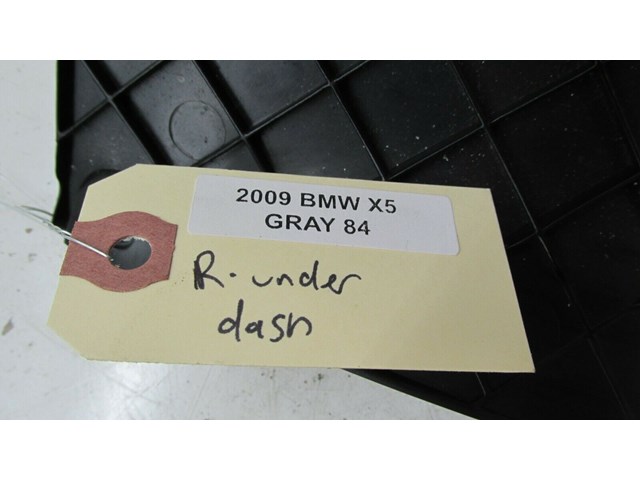 2009 BMW X5
GRAY 84
R. under
dash